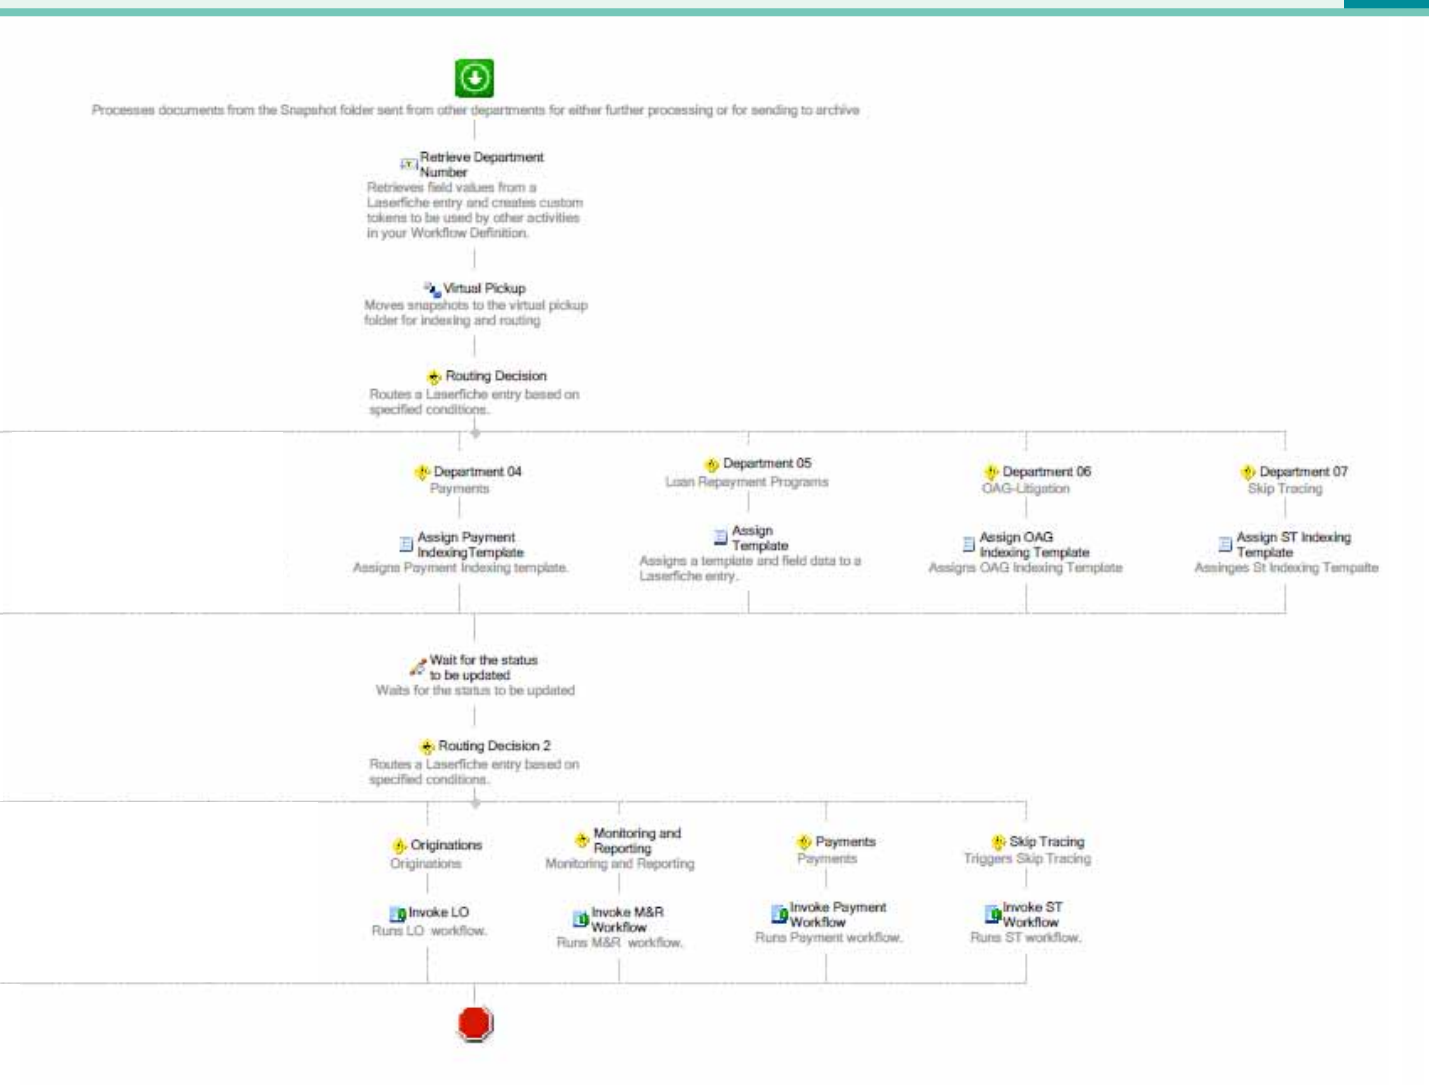 Processes documents from the Snapshot folder sent from other departments for either further processing or for sending to archive
Retrieve Department
Number
Retrieves field values from a
Laserfiche entry and creates custom
tokens to be used by other activities
in your Workflow Definition.
Virtual Pickup
Moves snapshots to the virtual pickup
folder for indexing and routing
Routing Decision
Routes a Laserfiche entry based on
specified conditions.
Department 04
Payments
Department 05
Loan Repayment Programs
Department 06
OAG-Litigation
Department 07
Skip Tracing
Assign Payment
IndexingTemplate
Assigns Payment Indexing template.
Assign
Template
Assigns a template and field data to a
Laserfiche entry.
Assign OAG
Indexing Template
Assigns OAG Indexing Template
Assign ST Indexing
Template
Assinges St Indexing Tempalte
Wait for the status
to be updated
Waits for the status to be updated
Routing Decision 2
Routes a Laserfiche entry based on
specified conditions.
Originations
Originations
Monitoring and
Reporting
Monitoring and Reporting
Payments
Payments
Skip Tracing
Triggers Skip Tracing
Invoke LO
Runs LO workflow.
Invoke M&R
Workflow
Runs M&R workflow.
Invoke Payment
Workflow
Runs Payment workflow.
Invoke ST
Workflow
Runs ST workflow.